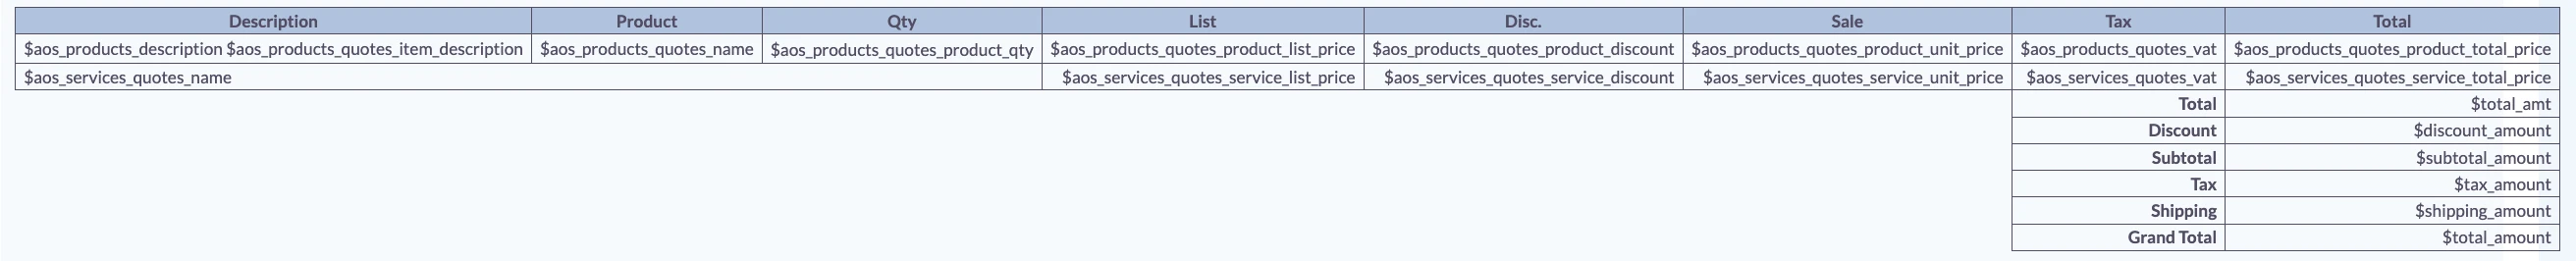 Description Product Qty List Disc. Sale Tax Total
$aos_products_description $aos_products_quotes_item_description $aos_products_quotes_name $aos_products_quotes_product_qty $aos_products_quotes_product_list_price $aos_products_quotes_product_discount $aos_products_quotes_product_unit_price $aos_products_quotes_vat $aos_products_quotes_product_total_price
$aos_services_quotes_name $aos_services_quotes_service_list_price $aos_services_quotes_service_discount $aos_services_quotes_service_unit_price $aos_services_quotes_vat $aos_services_quotes_service_total_price
Total $total_amt
Discount $discount_amount
Subtotal $subtotal_amount
Tax $tax_amount
Shipping $shipping_amount
Grand Total $total_amount